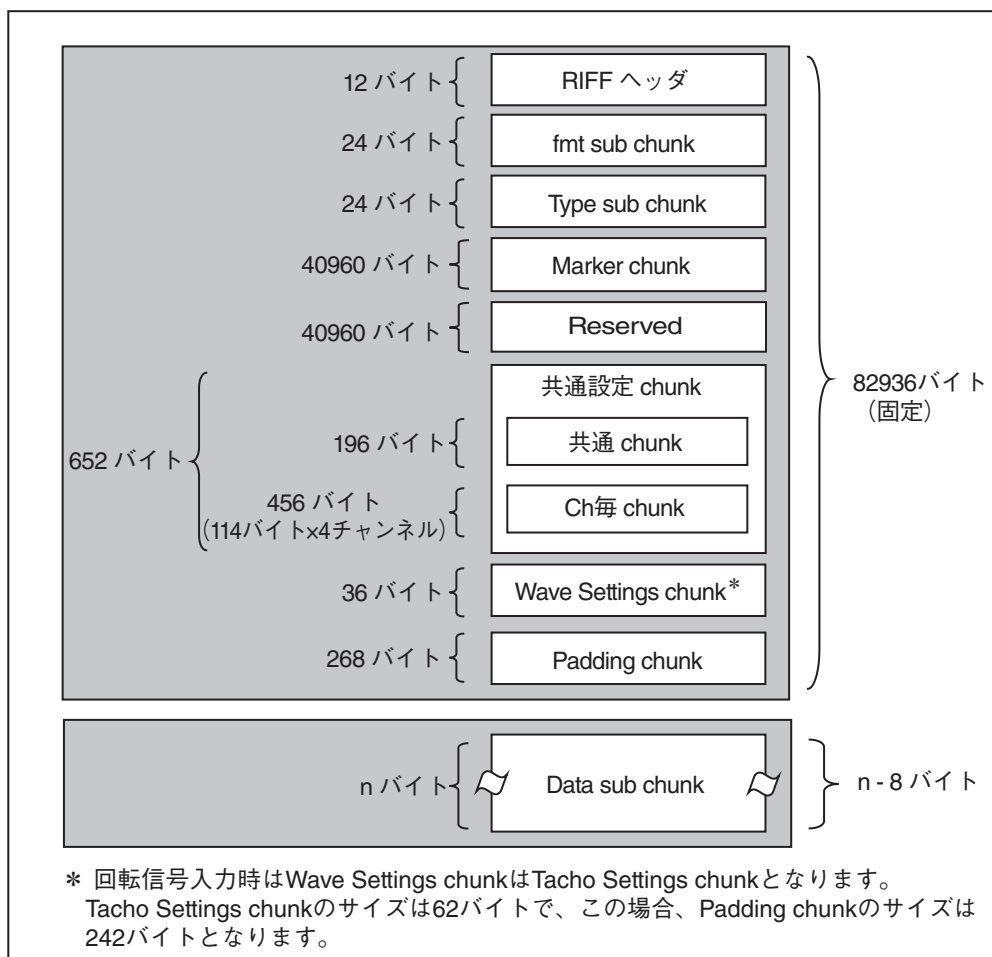 12 バイト
RIFF ヘッダ
24 バイト
fmt sub chunk
24 バイト
Type sub chunk
40960 バイト
Marker chunk
40960 バイト
Reserved
82936バイト
（固定）
共通設定 chunk
652 バイト
196 バイト
共通 chunk
456 バイト
（114バイト×4チャンネル）
Ch毎 chunk
36 バイト
Wave Settings chunk*
268 バイト
Padding chunk
n バイト
Data sub chunk
n - 8 バイト
* 回転信号入力時はWave Settings chunkはTacho Settings chunkとなります。
Tacho Settings chunkのサイズは62バイトで、この場合、Padding chunkのサイズは
242バイトとなります。